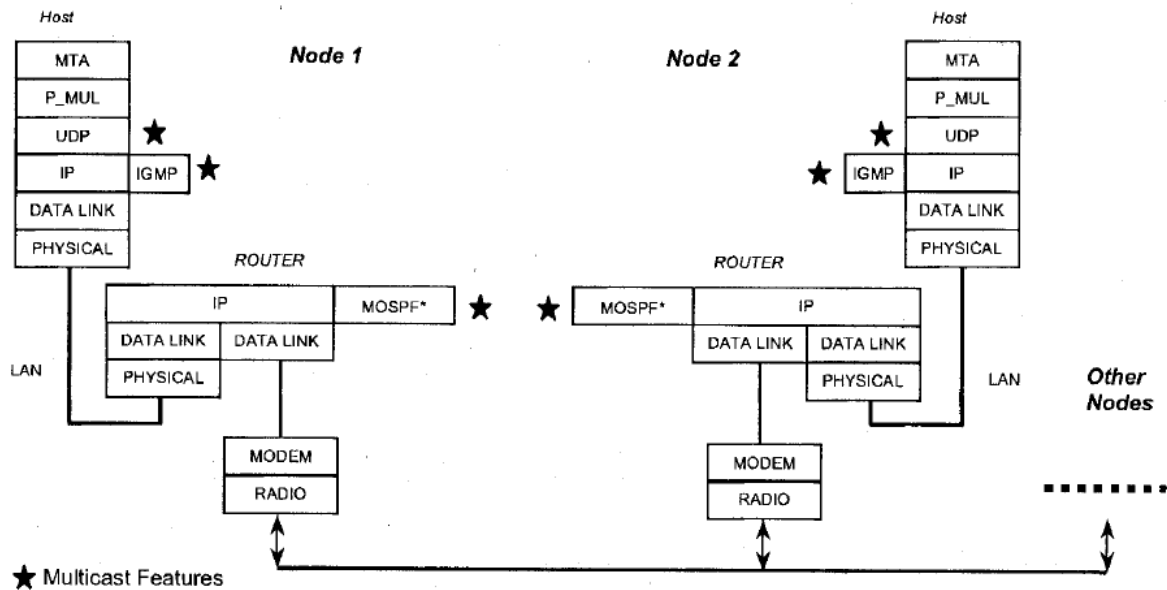 Host
Host
Node 1
Node 2
MTA
MTA
P_MUL
P_MUL
UDP
UDP
IP
IGMP
IGMP
IP
DATA LINK
DATA LINK
PHYSICAL
PHYSICAL
ROUTER
ROUTER
IP
MOSPF*
MOSPF*
IP
DATA LINK
DATA LINK
DATA LINK
DATA LINK
LAN
PHYSICAL
PHYSICAL
LAN
Other
Nodes
MODEM
MODEM
RADIO
RADIO
Multicast Features